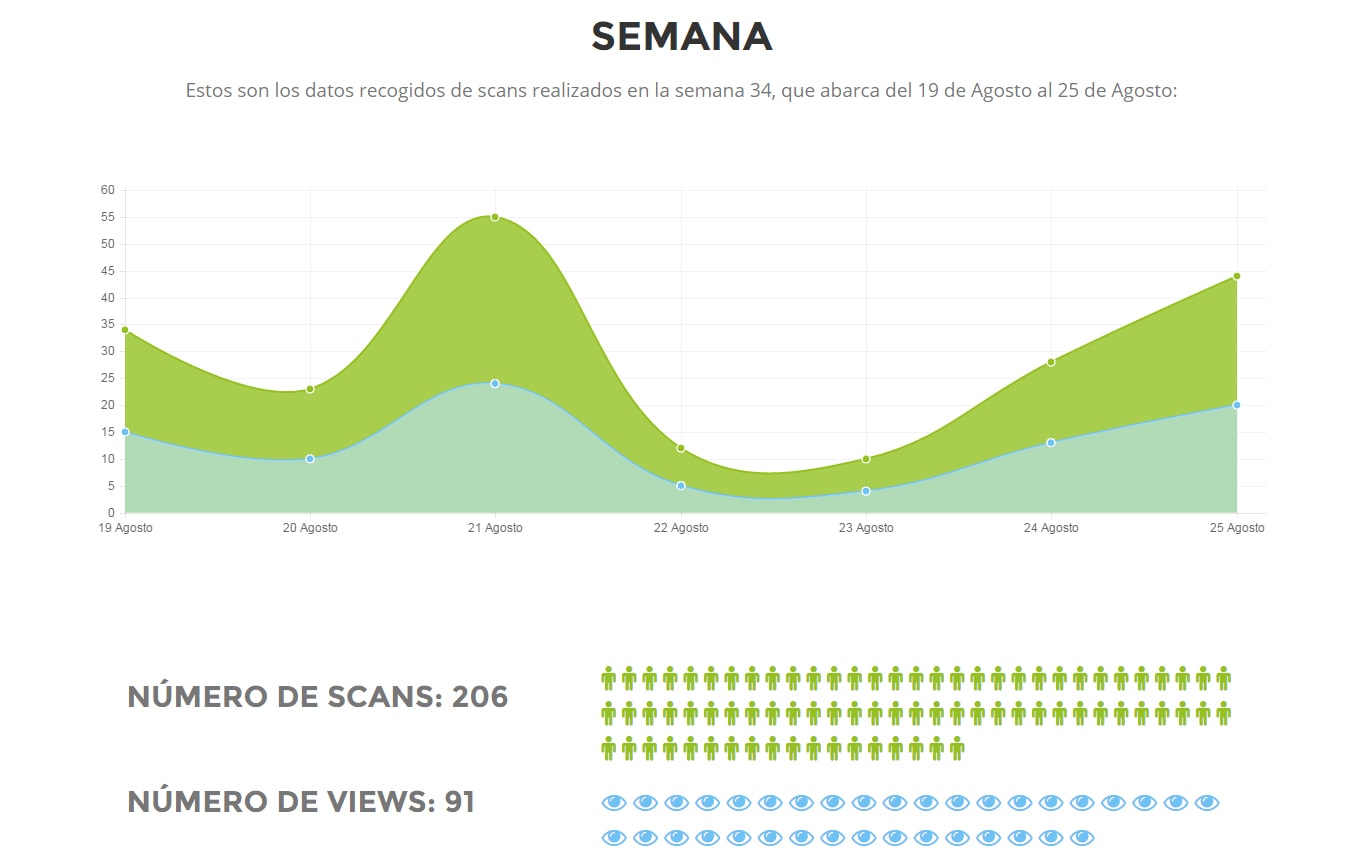 SEMANA
Estos son los datos recogidos de scans realizados en la semana 34, que abarca del 19 de Agosto al 25 de Agosto:
60
55
50
45
40
35
30
25
20
15
10
5
0
19 Agosto 20 Agosto 21 Agosto 22 Agosto 23 Agosto 24 Agosto 25 Agosto
NÚMERO DE SCANS: 206
NÚMERO DE VIEWS: 91